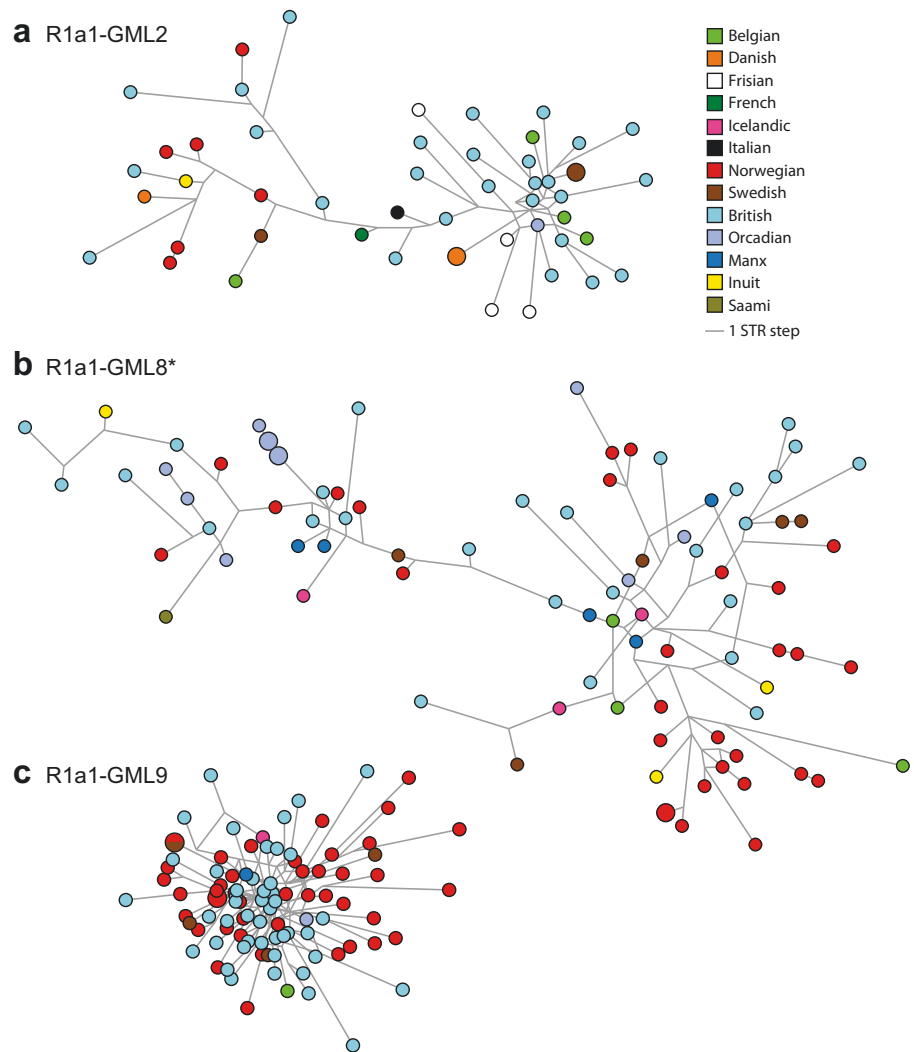 a R1a1-GML2
Belgian
Danish
Frisian
French
Icelandic
Italian
Norwegian
Swedish
British
Orcadian
Manx
Inuit
Saami
1 STR step
b R1a1-GML8*
c R1a1-GML9